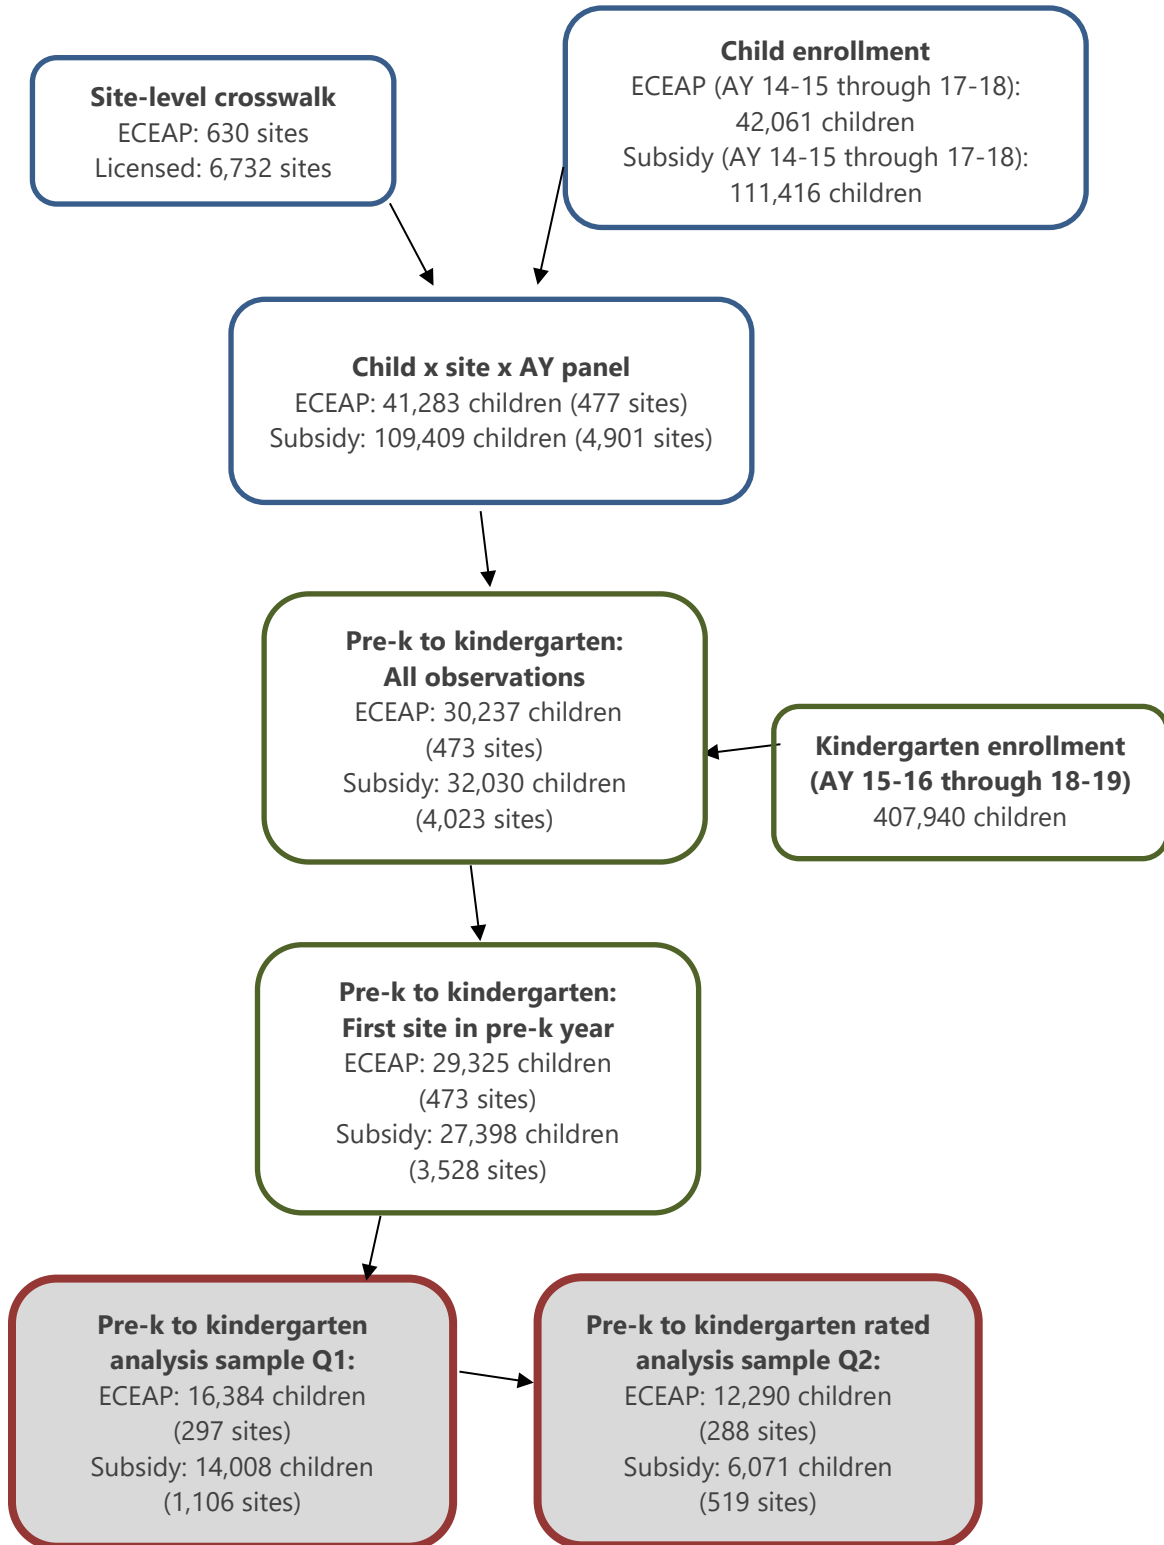 Site-level crosswalk
ECEAP: 630 sites
Licensed: 6,732 sites
Child enrollment
ECEAP (AY 14-15 through 17-18):
42,061 children
Subsidy (AY 14-15 through 17-18):
111,416 children
Child x site x AY panel
ECEAP: 41,283 children (477 sites)
Subsidy: 109,409 children (4,901 sites)
Pre-k to kindergarten:
All observations
ECEAP: 30,237 children
(473 sites)
Subsidy: 32,030 children
(4,023 sites)
Kindergarten enrollment
(AY 15-16 through 18-19)
407,940 children
Pre-k to kindergarten:
First site in pre-k year
ECEAP: 29,325 children
(473 sites)
Subsidy: 27,398 children
(3,528 sites)
Pre-k to kindergarten
analysis sample Q1:
ECEAP: 16,384 children
(297 sites)
Subsidy: 14,008 children
(1,106 sites)
Pre-k to kindergarten rated
analysis sample Q2:
ECEAP: 12,290 children
(288 sites)
Subsidy: 6,071 children
(519 sites)